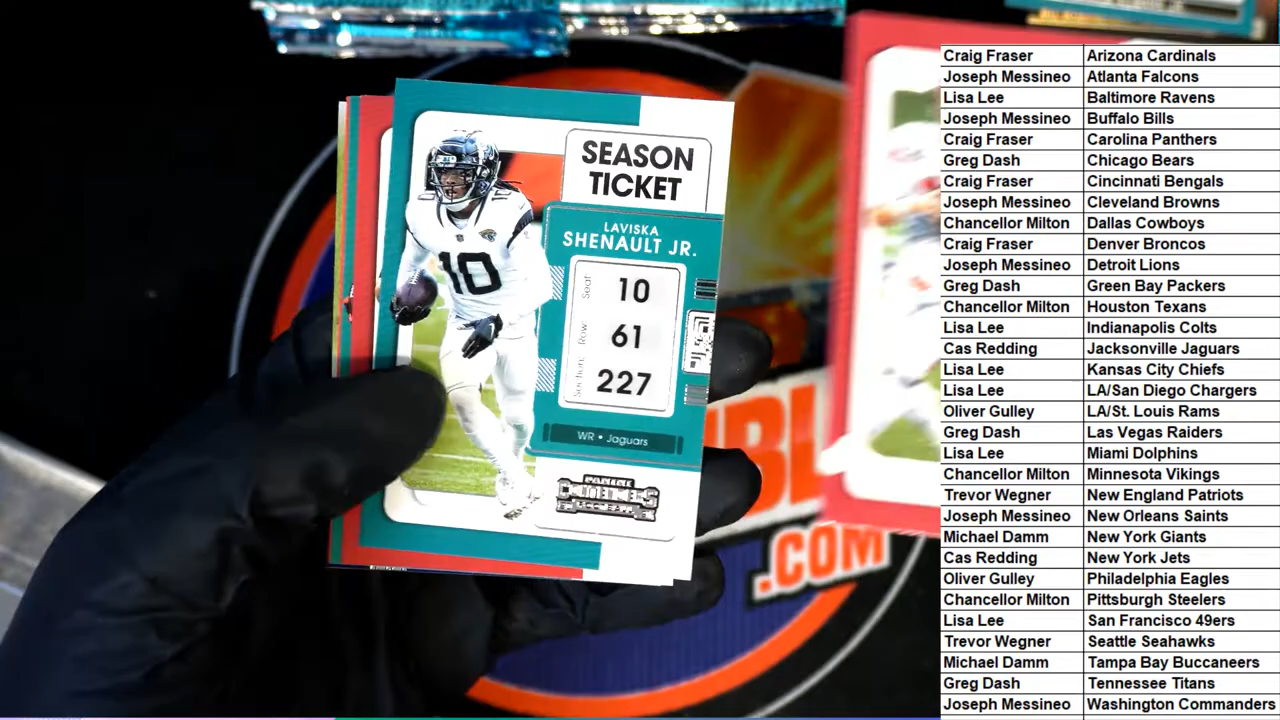 SEASON
TICKET
LAVISKA
SHENAULT JR.
Seat 10
Row 61
Section 227
WR • Jaguars
PANINI
CONTENDERS
10
BL
.COM
Craig Fraser Arizona Cardinals
Joseph Messineo Atlanta Falcons
Lisa Lee Baltimore Ravens
Joseph Messineo Buffalo Bills
Craig Fraser Carolina Panthers
Greg Dash Chicago Bears
Craig Fraser Cincinnati Bengals
Joseph Messineo Cleveland Browns
Chancellor Milton Dallas Cowboys
Craig Fraser Denver Broncos
Joseph Messineo Detroit Lions
Greg Dash Green Bay Packers
Chancellor Milton Houston Texans
Lisa Lee Indianapolis Colts
Cas Redding Jacksonville Jaguars
Lisa Lee Kansas City Chiefs
Lisa Lee LA/San Diego Chargers
Oliver Gulley LA/St. Louis Rams
Greg Dash Las Vegas Raiders
Lisa Lee Miami Dolphins
Chancellor Milton Minnesota Vikings
Trevor Wegner New England Patriots
Joseph Messineo New Orleans Saints
Michael Damm New York Giants
Cas Redding New York Jets
Oliver Gulley Philadelphia Eagles
Chancellor Milton Pittsburgh Steelers
Lisa Lee San Francisco 49ers
Trevor Wegner Seattle Seahawks
Michael Damm Tampa Bay Buccaneers
Greg Dash Tennessee Titans
Joseph Messineo Washington Commanders